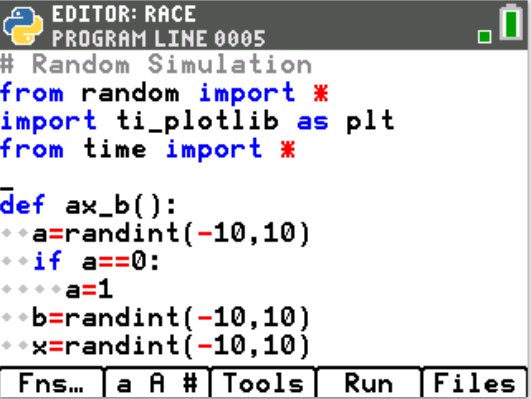 EDITOR: RACE
PROGRAM LINE 0005
# Random Simulation
from random import *
import ti_plotlib as plt
from time import *
_
def ax_b():
◆◆a=randint(-10,10)
◆◆if a==0:
◆◆◆◆a=1
◆◆b=randint(-10,10)
◆◆x=randint(-10,10)
Fns… a A # Tools Run Files